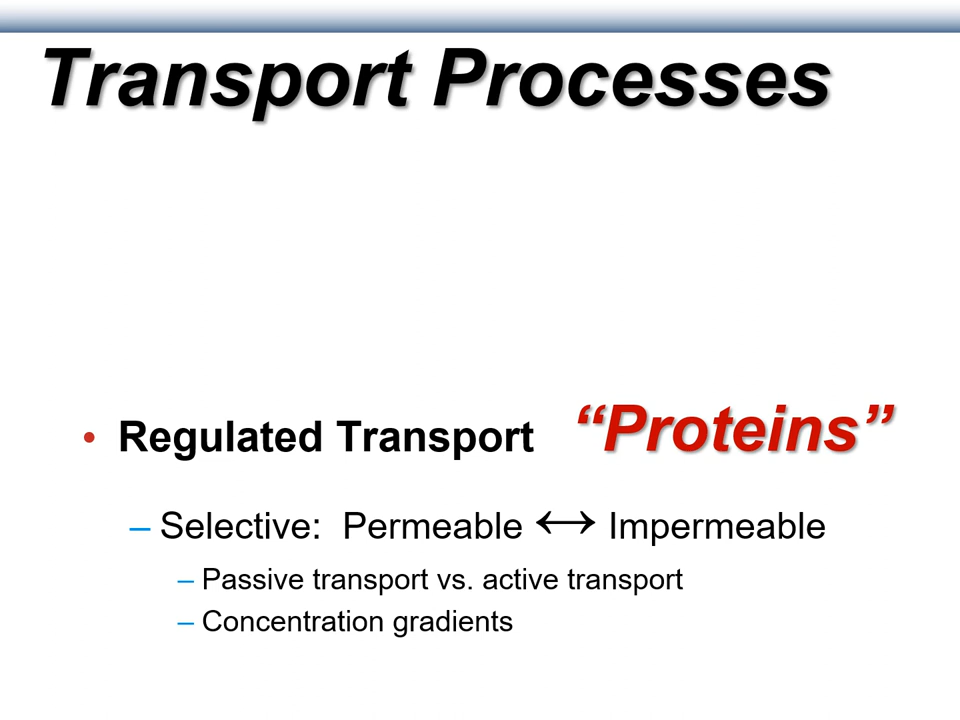 Transport Processes
• Regulated Transport “Proteins”
– Selective: Permeable ↔ Impermeable
– Passive transport vs. active transport
– Concentration gradients